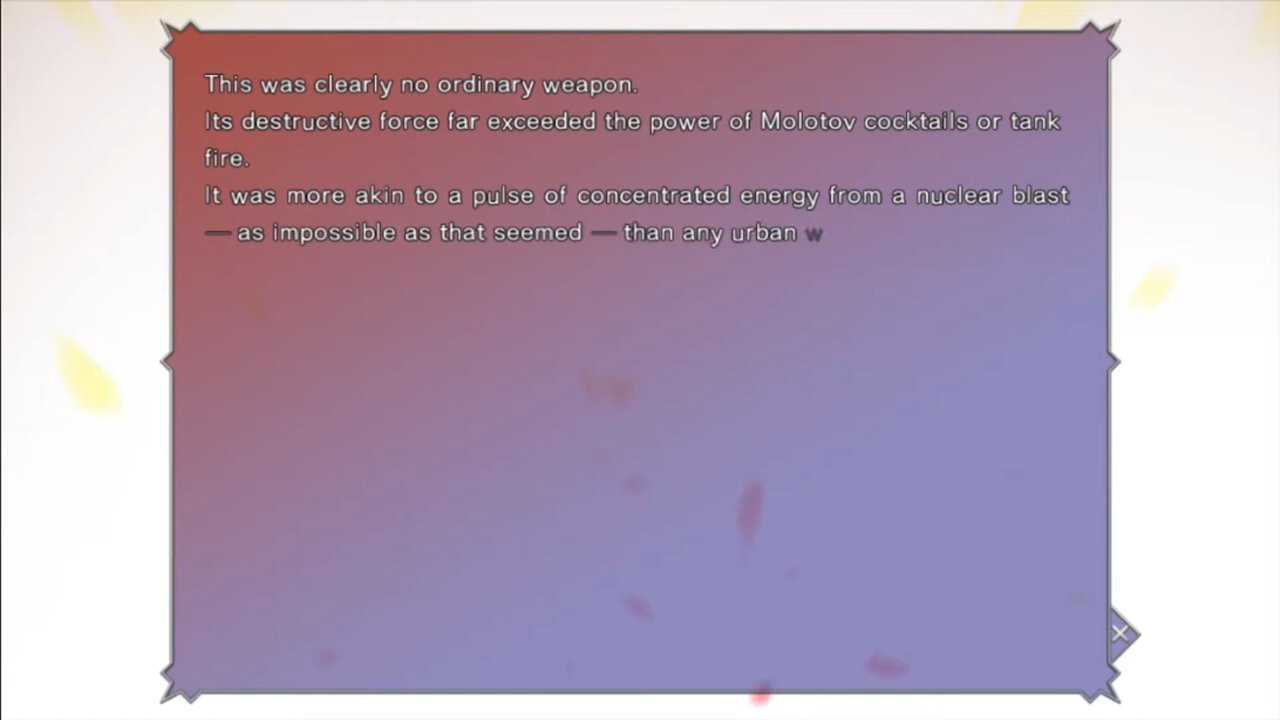 This was clearly no ordinary weapon.
Its destructive force far exceeded the power of Molotov cocktails or tank
fire.
It was more akin to a pulse of concentrated energy from a nuclear blast
— as impossible as that seemed — than any urban w